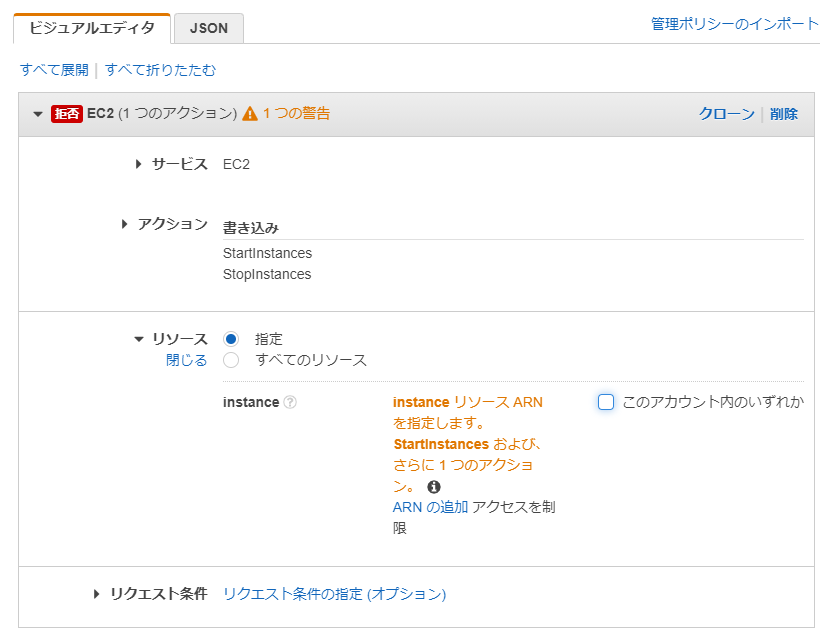 ビジュアルエディタ JSON 管理ポリシーのインポート
すべて展開 | すべて折りたたむ
拒否 EC2 (1 つのアクション) 1 つの警告 クローン | 削除
サービス EC2
アクション 書き込み
StartInstances
StopInstances
リソース 指定
閉じる すべてのリソース
instance ? instance リソース ARN このアカウント内のいずれか
を指定します。
StartInstances および、
さらに 1 つのアクショ
ン。
ARN の追加 アクセスを制
限
リクエスト条件 リクエスト条件の指定 (オプション)